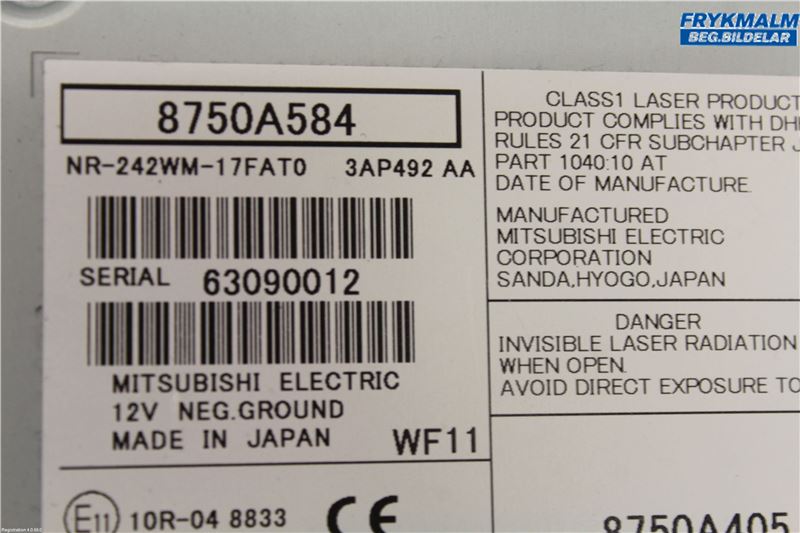 FRYKMALM
BEG.BILDELAR
8750A584
NR-242WM-17FAT0 3AP492 AA
SERIAL 63090012
MITSUBISHI ELECTRIC
12V NEG.GROUND
MADE IN JAPAN WF11
E11 10R-04 8833 CE
CLASS1 LASER PRODUCT
PRODUCT COMPLIES WITH DHH
RULES 21 CFR SUBCHAPTER J
PART 1040:10 AT
DATE OF MANUFACTURE.
MANUFACTURED
MITSUBISHI ELECTRIC
CORPORATION
SANDA,HYOGO,JAPAN
DANGER
INVISIBLE LASER RADIATION
WHEN OPEN.
AVOID DIRECT EXPOSURE TO
8750A405